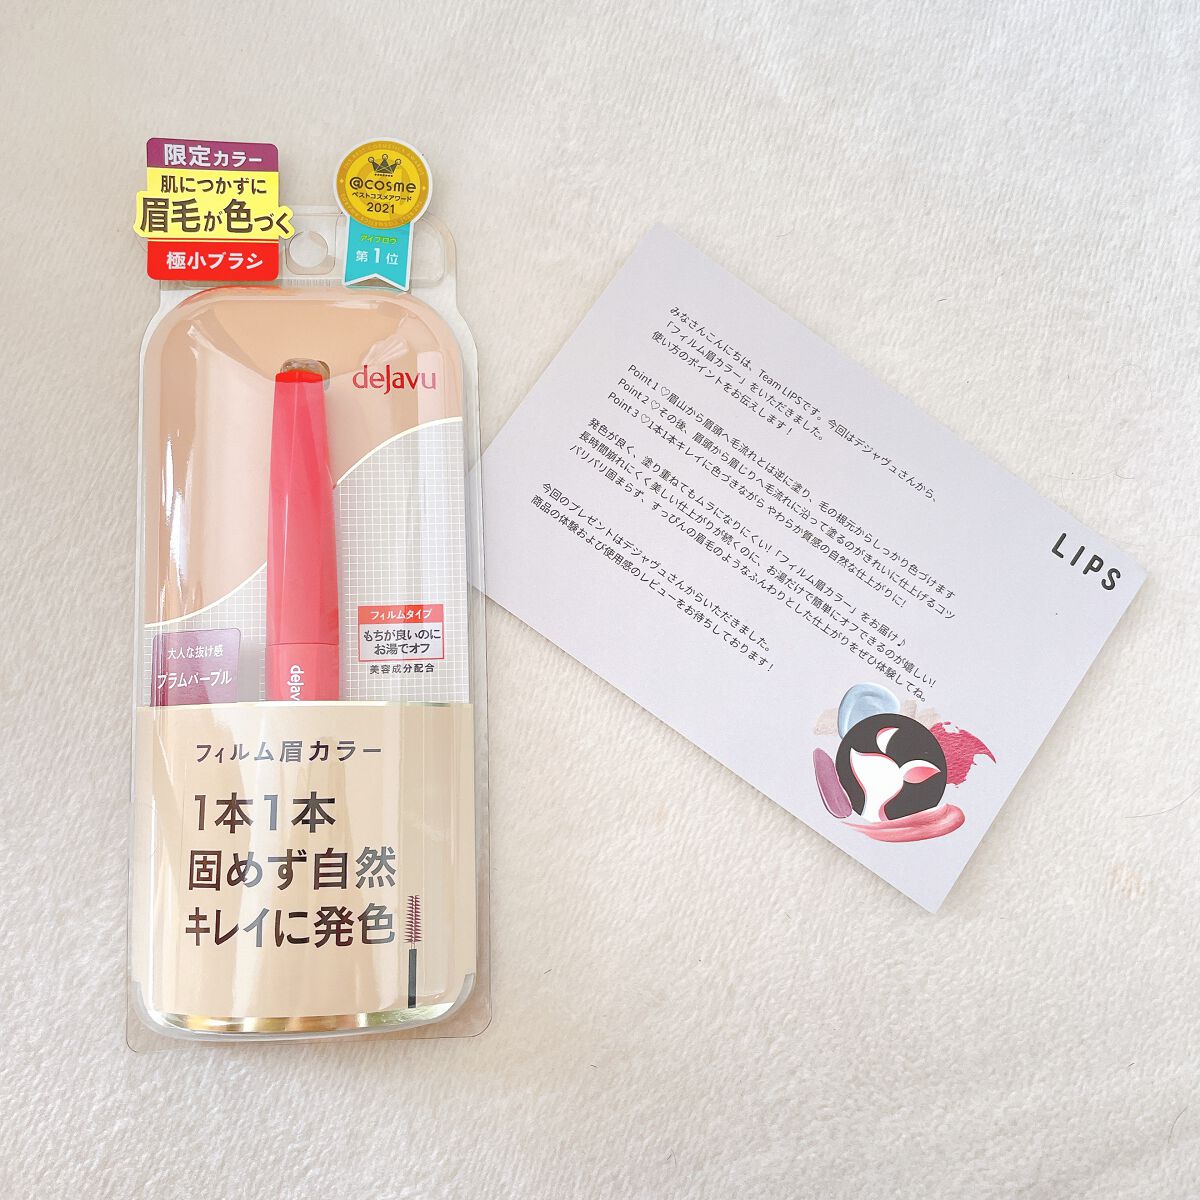 限定カラー
肌につかずに
眉毛が色づく
極小ブラシ
@cosme
ベストコスメアワード
2021
アイブロウ
第1位
dejavu
フィルムタイプ
もちが良いのに
お湯でオフ
美容成分配合
大人な抜け感
プラムパープル
フィルム眉カラー
1本1本
固めず自然
キレイに発色
みなさんこんにちは、Team LIPSです。今回はデジャヴュさんから、
「フィルム眉カラー」をいただきました。
使い方のポイントをお伝えします!
Point 1 ♡眉山から眉頭へ毛流れとは逆に塗り、毛の根元からしっかり色づけます
Point 2 ♡その後、眉頭から眉じりへ毛流れに沿って塗るのがきれいに仕上げるコツ
Point 3 ♡1本1本キレイに色つきながら やわらか質感の自然な仕上がりに!
発色が良く、塗り重ねてもムラになりにくい!「フィルム眉カラー」をお届け♪
長時間崩れにくく美しい仕上がりが続くのに、お湯だけで簡単にオフできるのが嬉しい!
パリパリ固まらず、すっぴんの眉毛のようなふんわりとした仕上がりをぜひ体験してね。
今回のプレゼントはデジャヴュさんからいただきました。
商品の体験および使用感のレビューをお待ちしております!
LIPS